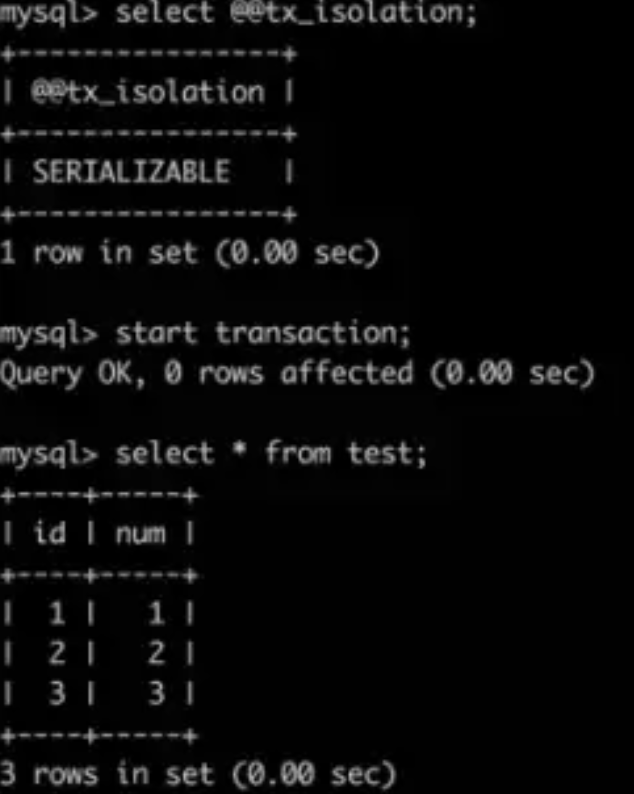 mysql> select @@tx_isolation;
+----------------+
| @@tx_isolation |
+----------------+
| SERIALIZABLE   |
+----------------+
1 row in set (0.00 sec)

mysql> start transaction;
Query OK, 0 rows affected (0.00 sec)

mysql> select * from test;
+----+-----+
| id | num |
+----+-----+
|  1 |   1 |
|  2 |   2 |
|  3 |   3 |
+----+-----+
3 rows in set (0.00 sec)